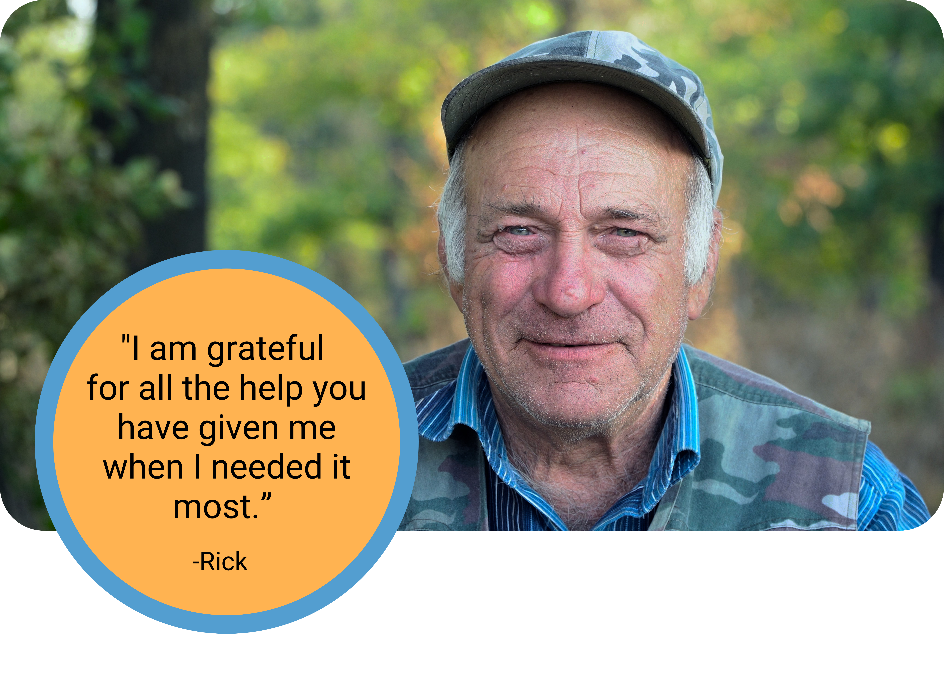 "I am grateful
for all the help you
have given me
when I needed it
most.”
-Rick